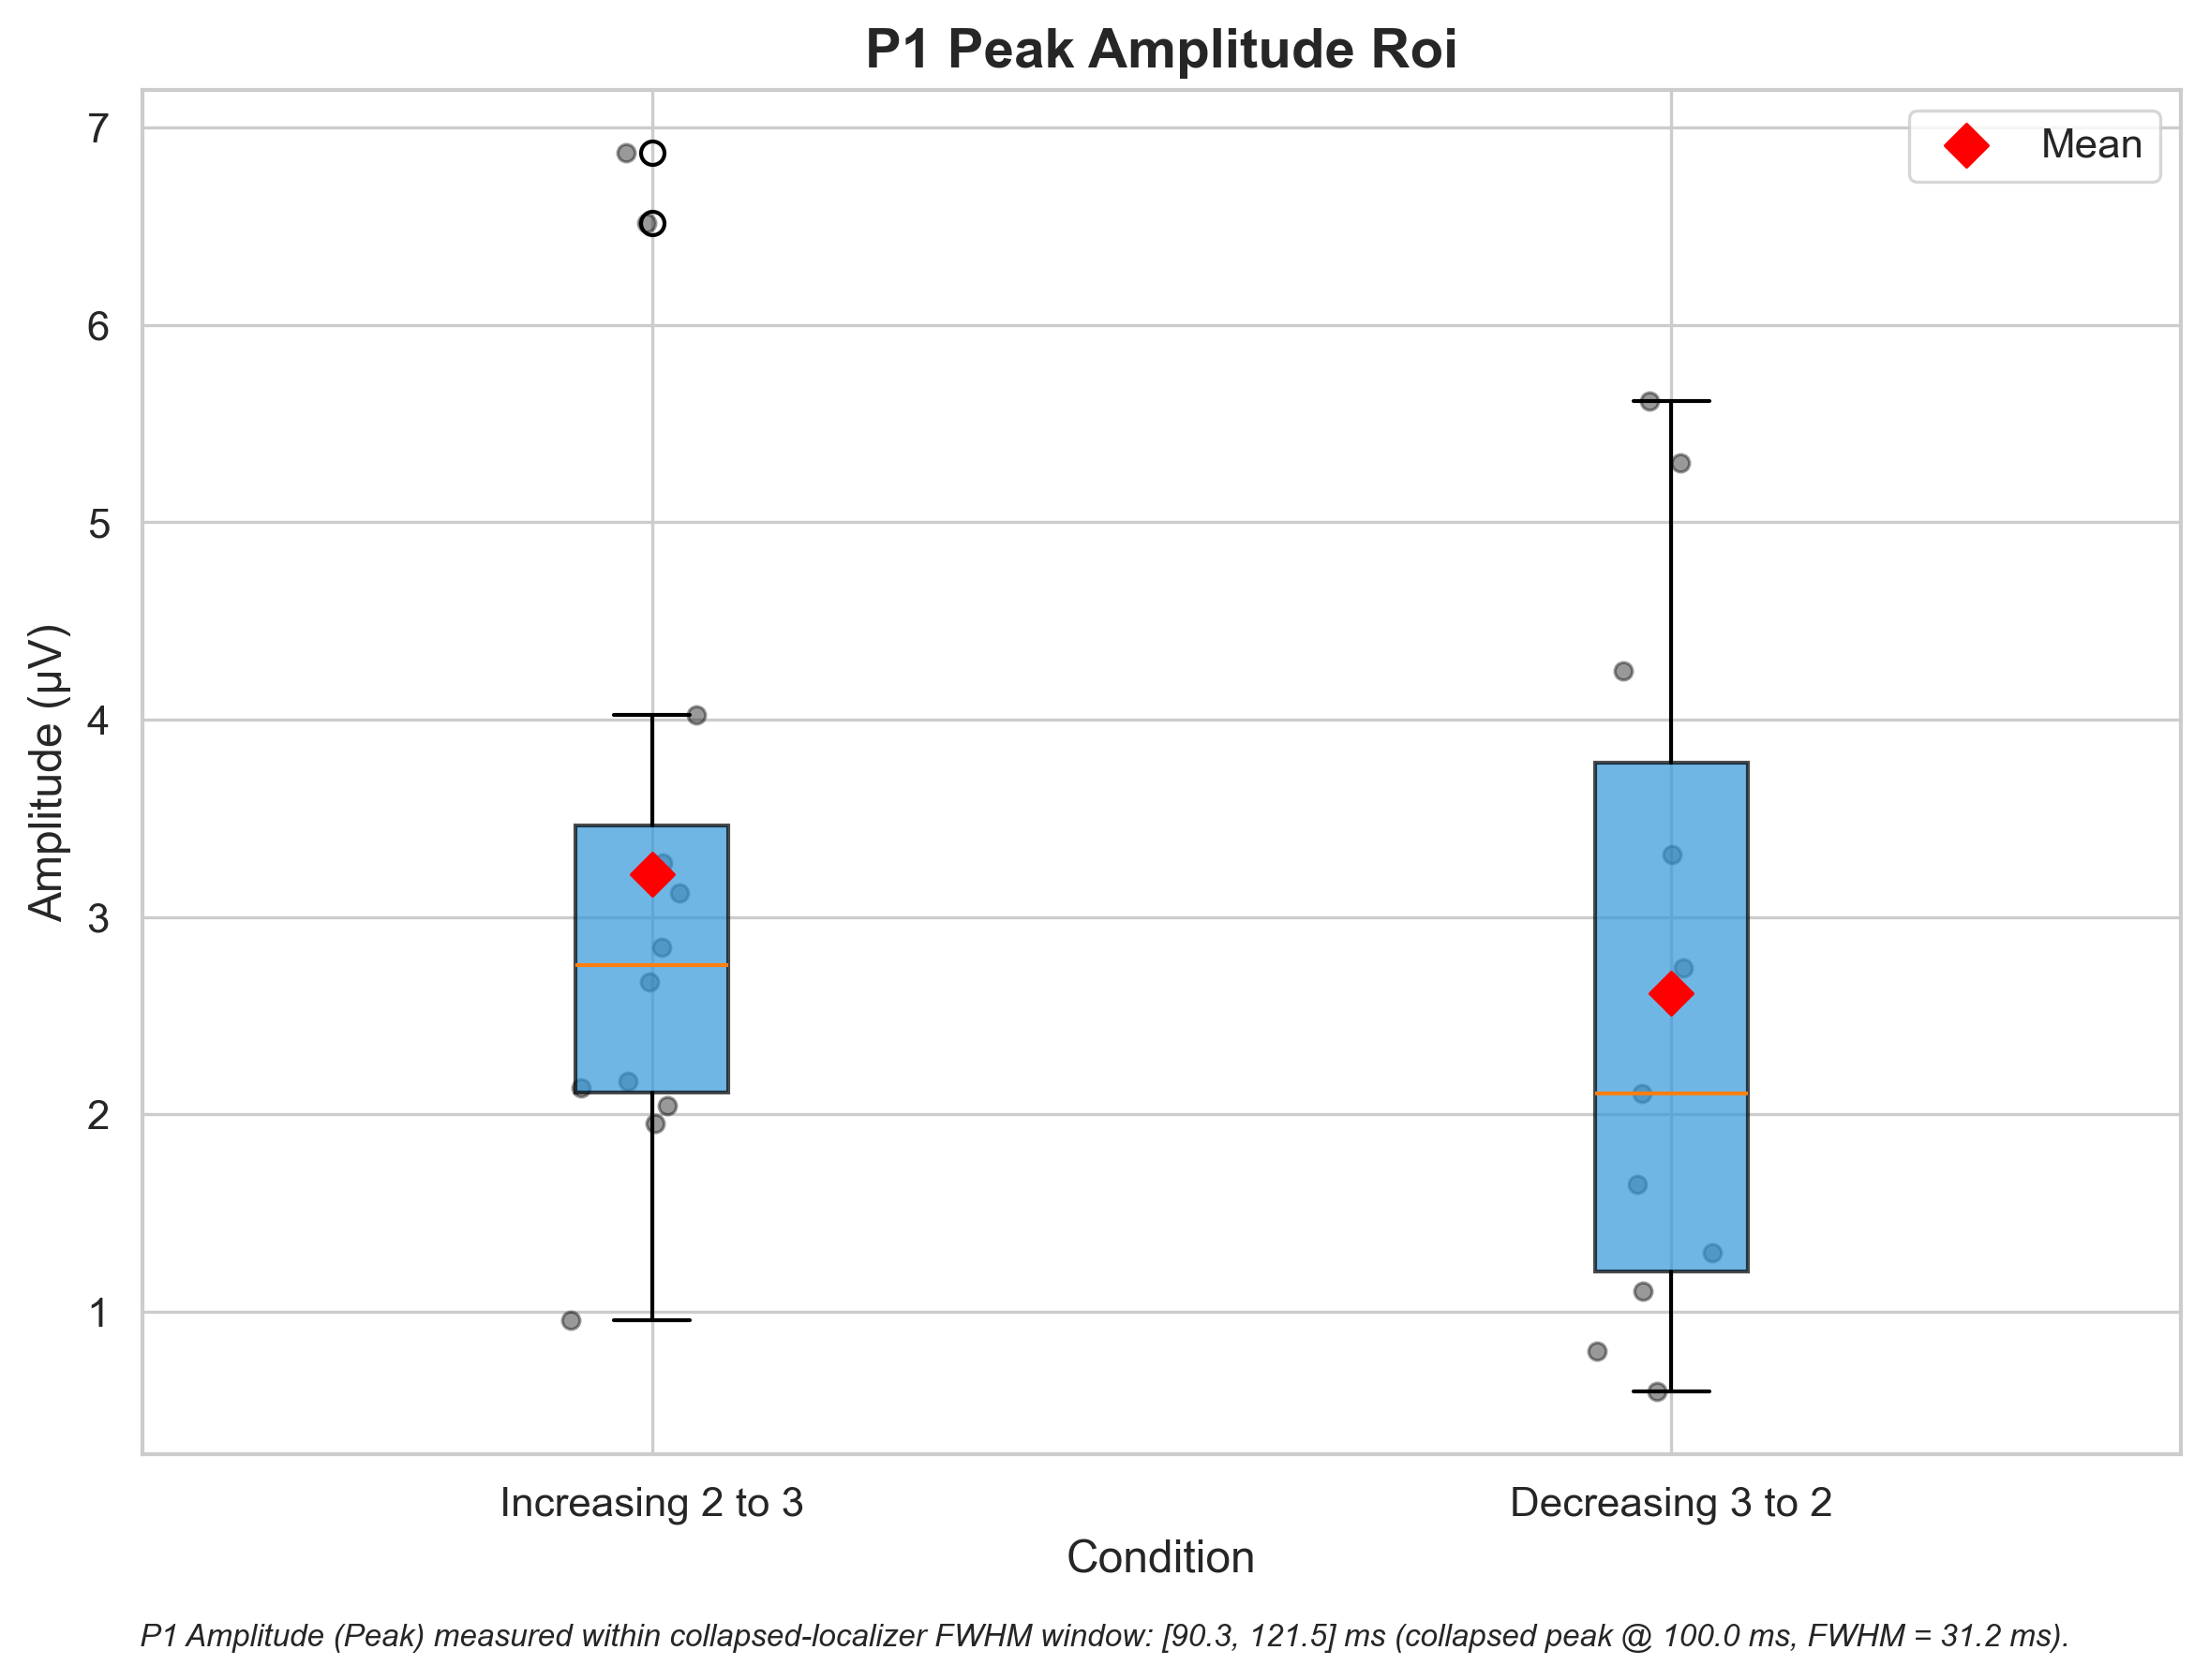 P1 Peak Amplitude Roi
Mean
7
6
5
4
3
2
1
Amplitude (µV)
Increasing 2 to 3
Decreasing 3 to 2
Condition
P1 Amplitude (Peak) measured within collapsed-localizer FWHM window: [90.3, 121.5] ms (collapsed peak @ 100.0 ms, FWHM = 31.2 ms).